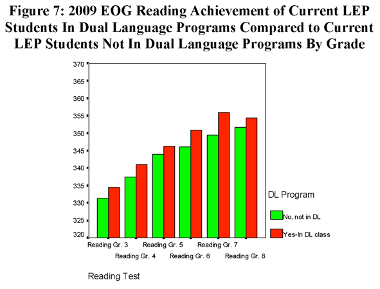 Figure 7: 2009 EOG Reading Achievement of Current LEP
Students In Dual Language Programs Compared to Current
LEP Students Not In Dual Language Programs By Grade
370
365
360
355
350
345
340
335
330
325
320
DL Program
No, not in DL
Yes-In DL class
Reading Gr. 3
Reading Gr. 5
Reading Gr. 7
Reading Gr. 4
Reading Gr. 6
Reading Gr. 8
Reading Test